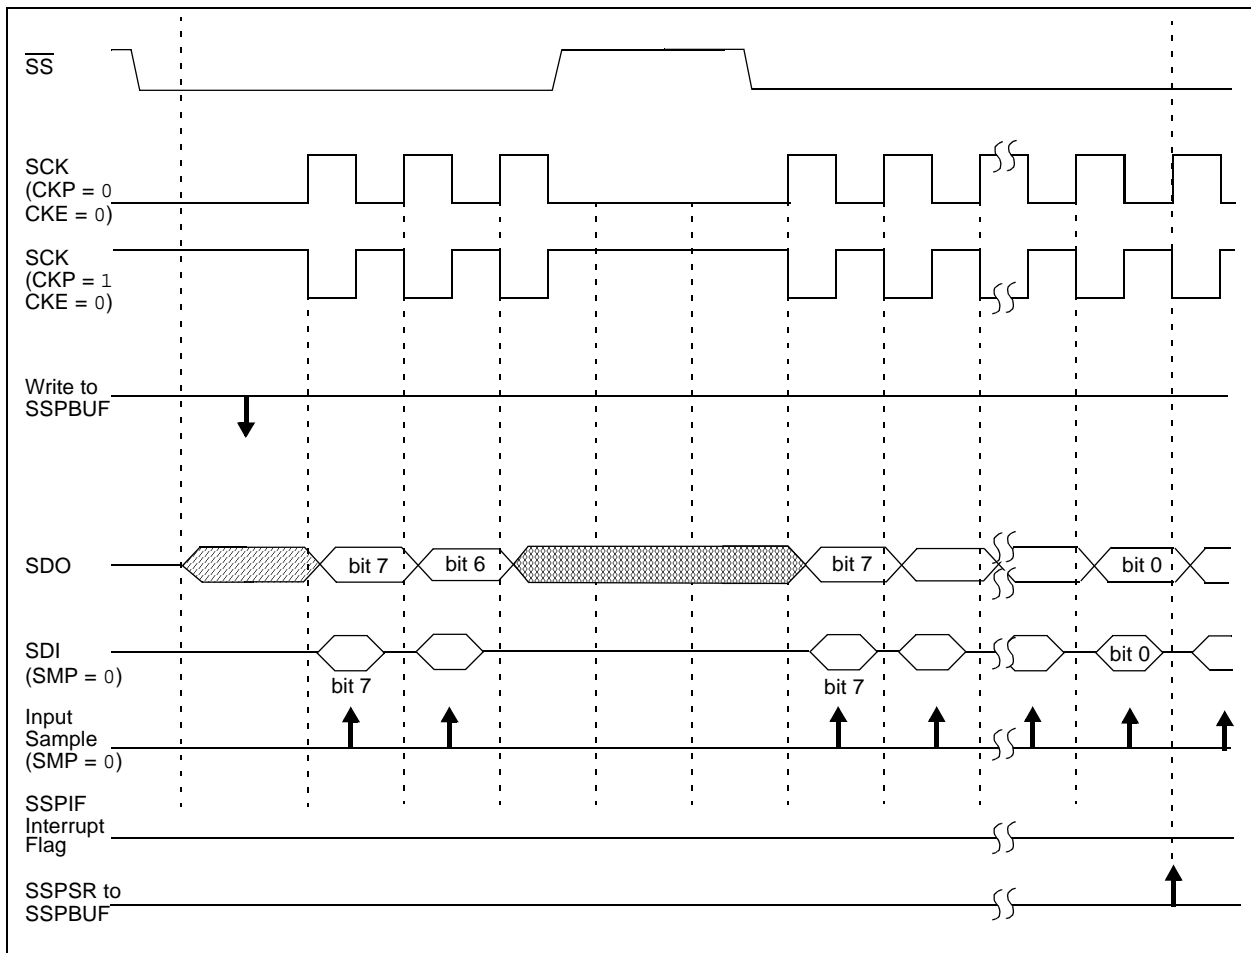 SS
SCK
(CKP = 0
CKE = 0)
SCK
(CKP = 1
CKE = 0)
Write to
SSPBUF
SDO
bit 7
bit 6
bit 7
bit 0
SDI
(SMP = 0)
bit 7
bit 7
bit 0
Input
Sample
(SMP = 0)
SSPIF
Interrupt
Flag
SSPSR to
SSPBUF